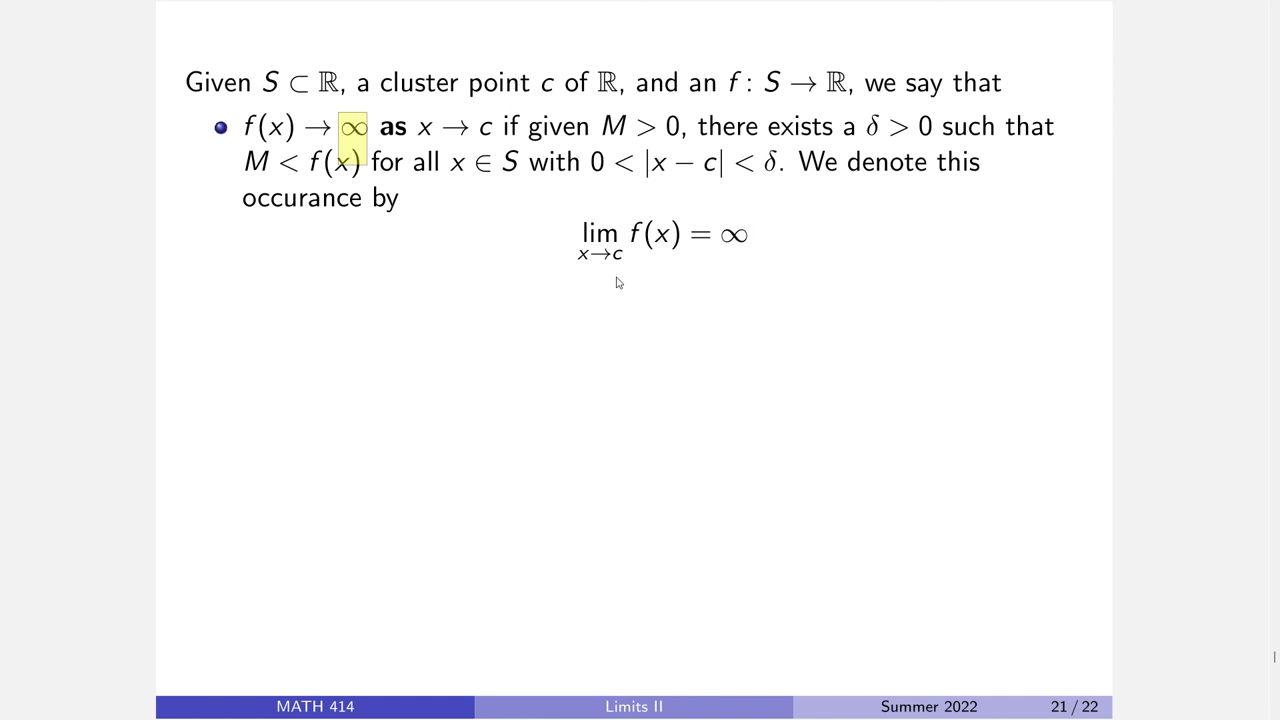 Given S ⊂ ℝ, a cluster point c of ℝ, and an f : S → ℝ, we say that
f(x) → ∞ as x → c if given M > 0, there exists a δ > 0 such that
M < f(x) for all x ∈ S with 0 < |x − c| < δ. We denote this
occurance by
lim f(x) = ∞
x→c
MATH 414 Limits II Summer 2022 21 / 22